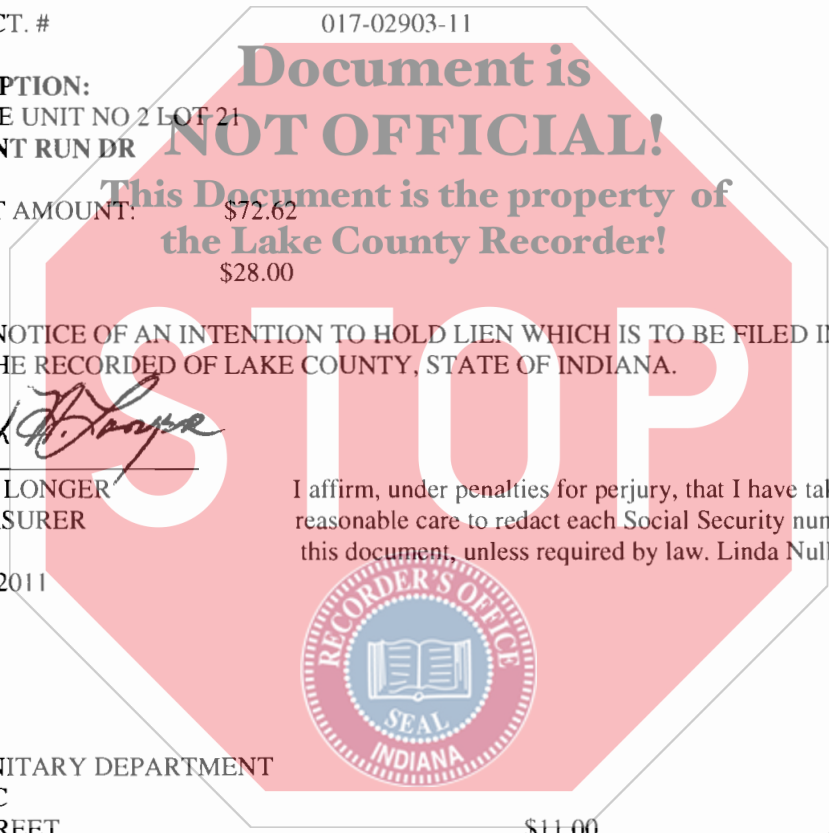 CT. # 017-02903-11
Document is
PTION:
E UNIT NO 2 LOT 21
NOT OFFICIAL!
NT RUN DR
This Document is the property of
T AMOUNT: $72.62
the Lake County Recorder!
$28.00
STOP
NOTICE OF AN INTENTION TO HOLD LIEN WHICH IS TO BE FILED IN
HE RECORDED OF LAKE COUNTY, STATE OF INDIANA.
LONGER
SURER
I affirm, under penalties for perjury, that I have tak
reasonable care to redact each Social Security num
this document, unless required by law. Linda Null
2011
RECORDER'S OFFICE
SEAL
INDIANA
NITARY DEPARTMENT
C
REET $11.00